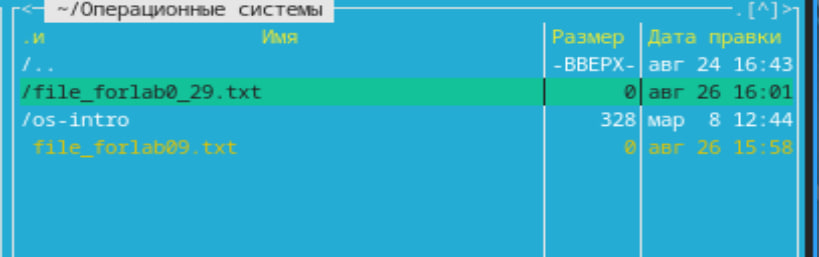 <- ~/Операционные системы .[^]>
.и Имя Размер Дата правки
/.. -ВВЕРХ- авг 24 16:43
/file_forlab0_29.txt 0 авг 26 16:01
/os-intro 328 мар 8 12:44
file_forlab09.txt 0 авг 26 15:58